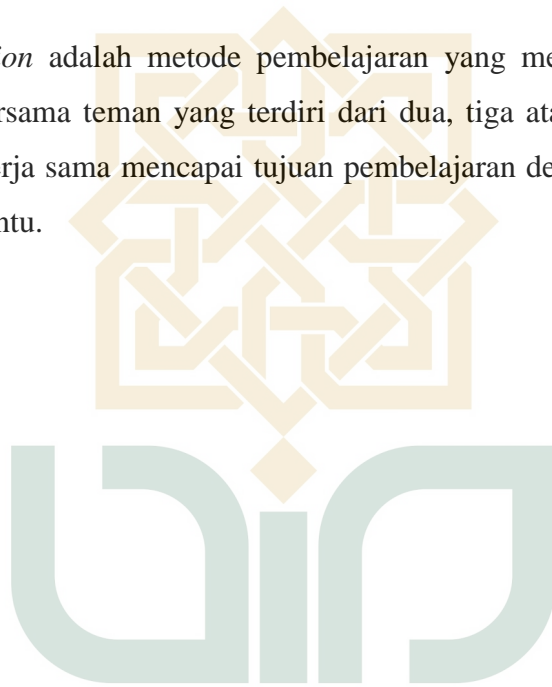 ion adalah metode pembelajaran yang me
rsama teman yang terdiri dari dua, tiga ata
erja sama mencapai tujuan pembelajaran de
ntu.